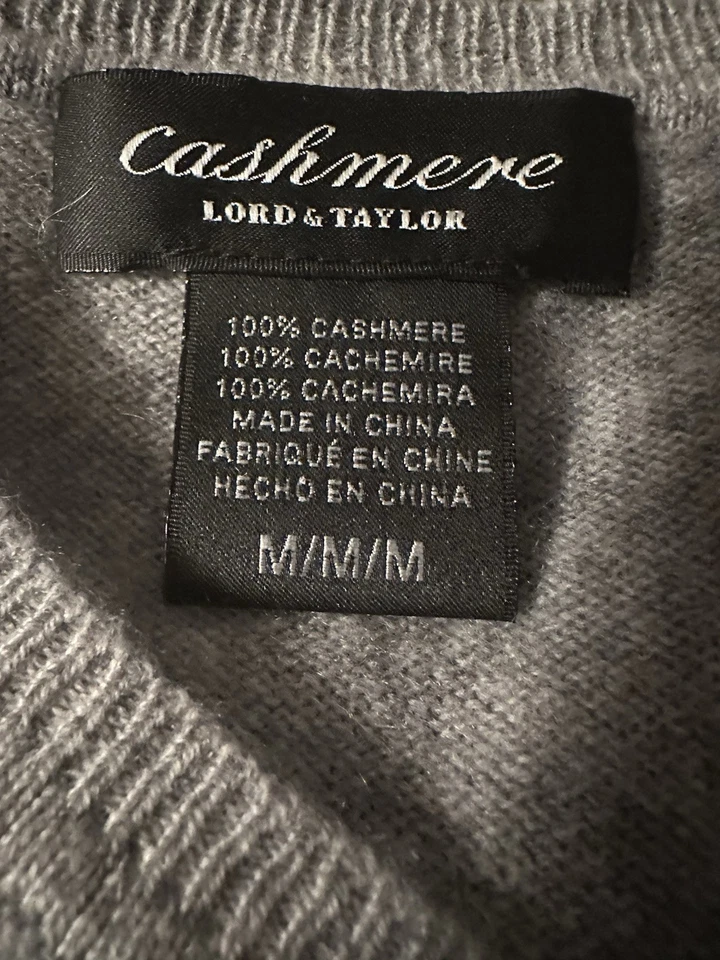 cashmere
LORD & TAYLOR
100% CASHMERE
100% CACHEMIRE
100% CACHEMIRA
MADE IN CHINA
FABRIQUÉ EN CHINE
HECHO EN CHINA
M/M/M